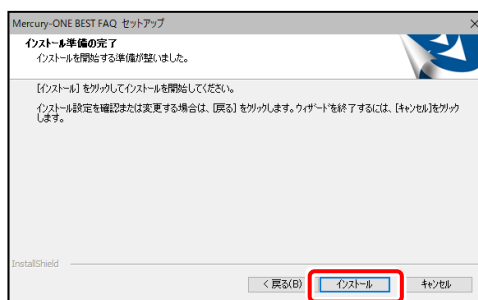 Mercury-ONE BEST FAQ セットアップ
インストール準備の完了
インストールを開始する準備が整いました。
[インストール] をクリックしてインストールを開始してください。
インストール設定を確認または変更する場合は、[戻る] をクリックします。ウィザードを終了するには、[キャンセル]をクリック
します。
InstallShield
< 戻る(B)
インストール
キャンセル